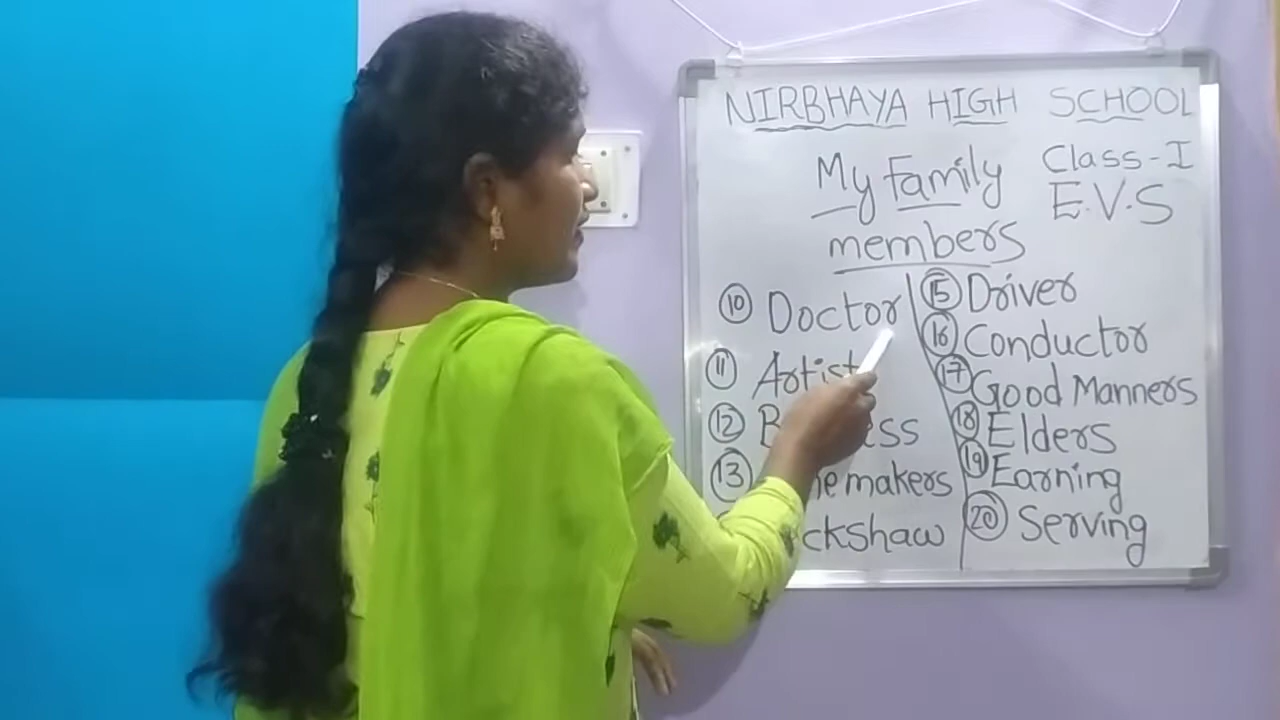 NIRBHAYA HIGH SCHOOL
My Family
members
Class-I
E.V.S
10 Doctor
11 Artist
12
13
15 Driver
16 Conductor
17 Good Manners
18 Elders
19 Earning
20 Serving